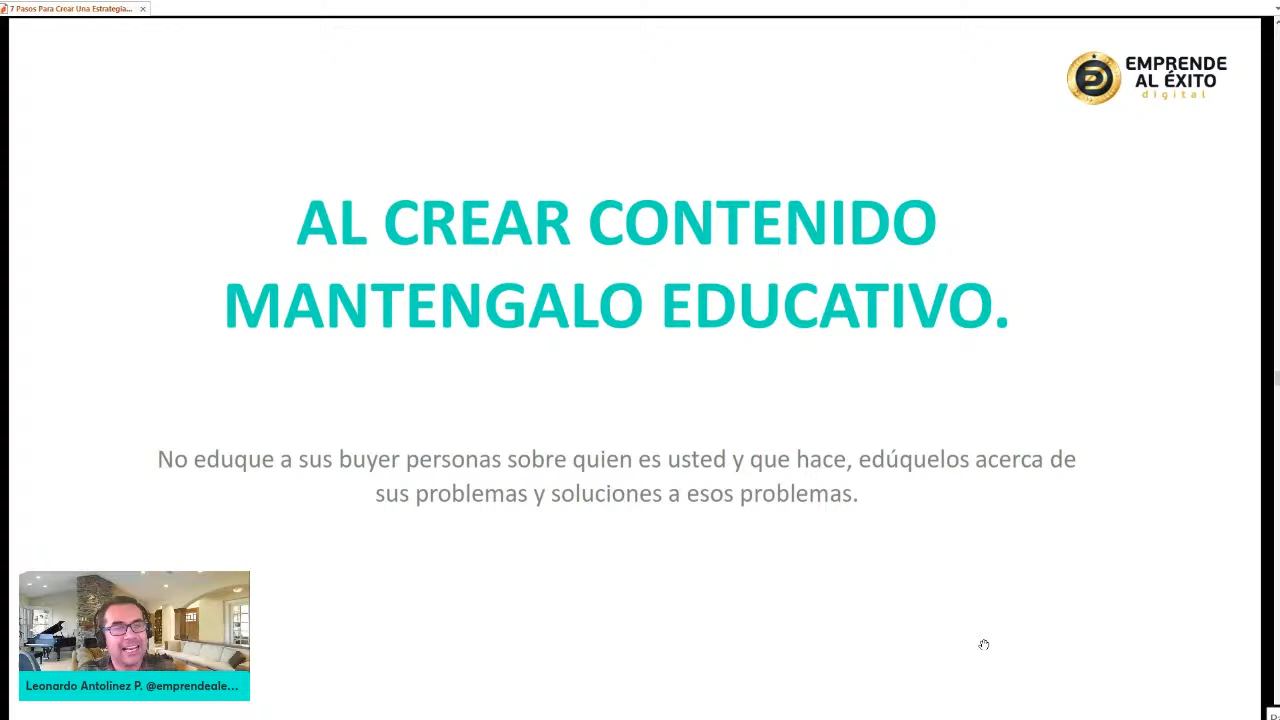 7 Pasos Para Crear Una Estrategia...
EMPRENDE
AL ÉXITO
digital
AL CREAR CONTENIDO
MANTENGALO EDUCATIVO.
No eduque a sus buyer personas sobre quien es usted y que hace, edúquelos acerca de
sus problemas y soluciones a esos problemas.
Leonardo Antolinez P. @emprendeale...